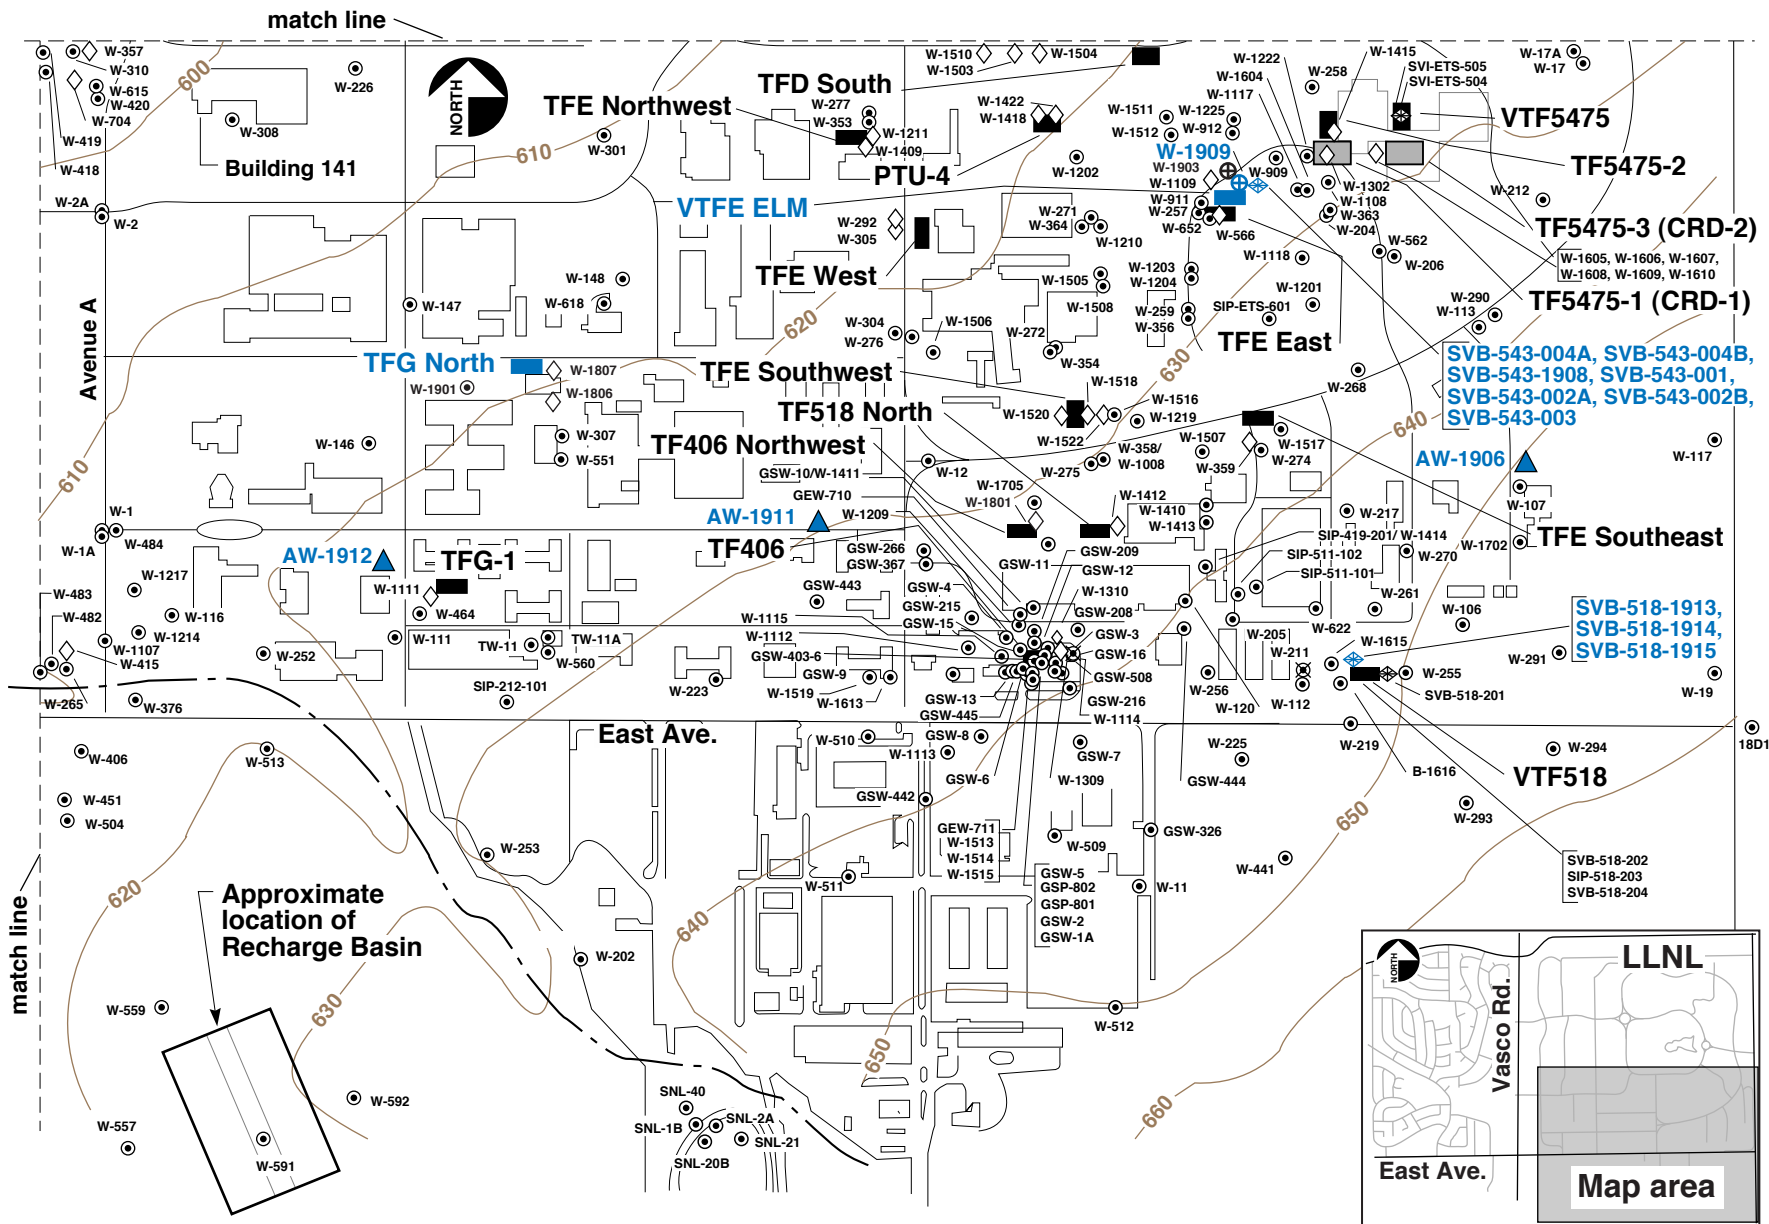 match line
W-357
W-310
W-615
W-420
W-704
W-419
W-418
600
W-226
W-308
Building 141
NORTH
TFE Northwest
TFD South
W-277
W-353
W-1211
W-1409
PTU-4
W-301
610
W-1510
W-1504
W-1503
W-1422
W-1418
W-1222
W-1604
W-1117
W-1511
W-1225
W-1512
W-912
W-1909
W-1903
W-1109
W-909
W-911
W-257
W-652
W-566
W-1202
W-258
W-1415
SVI-ETS-505
SVI-ETS-504
VTF5475
W-17A
W-17
TF5475-2
W-212
W-1302
W-1108
W-363
W-204
TF5475-3 (CRD-2)
W-1605, W-1606, W-1607,
W-1608, W-1609, W-1610
TF5475-1 (CRD-1)
W-562
W-206
W-1118
W-1201
SIP-ETS-601
W-290
W-113
TFE East
W-2A
W-2
VTFE ELM
W-292
W-305
TFE West
W-271
W-364
W-1210
W-1203
W-1204
W-1505
W-1508
W-259
W-356
W-148
W-147
W-618
620
W-304
W-276
W-1506
W-272
W-354
630
Avenue A
TFG North
W-1807
W-1901
W-1806
TFE Southwest
W-1518
W-1516
W-1520
W-1219
W-1522
W-268
SVB-543-004A, SVB-543-004B,
SVB-543-1908, SVB-543-001,
SVB-543-002A, SVB-543-002B,
SVB-543-003
640
TF518 North
TF406 Northwest
W-146
W-307
W-551
610
GSW-10/W-1411
GEW-710
W-1209
W-12
W-358/
W-1008
W-275
W-1507
W-1517
W-274
W-359
AW-1906
W-117
W-107
W-1705
W-1801
W-1412
W-1410
W-1413
W-217
SIP-419-201/ W-1414
W-270
W-1702
TFE Southeast
W-1
W-1A
W-484
AW-1911
TF406
AW-1912
TFG-1
GSW-266
GSW-367
GSW-443
GSW-4
GSW-11
GSW-209
GSW-12
W-1310
GSW-208
SIP-511-102
SIP-511-101
W-483
W-482
W-1217
W-116
W-1214
W-1107
W-415
W-265
W-376
W-1111
W-464
W-111
W-252
TW-11
TW-11A
W-560
SIP-212-101
W-223
GSW-215
GSW-15
W-1115
W-1112
GSW-403-6
GSW-9
W-1519
W-1613
GSW-13
GSW-445
GSW-3
GSW-16
GSW-508
GSW-216
W-1114
W-256
W-120
W-205
W-211
W-112
W-622
W-1615
W-261
W-106
W-291
SVB-518-1913,
SVB-518-1914,
SVB-518-1915
W-255
SVB-518-201
W-19
East Ave.
W-510
GSW-8
W-1113
GSW-6
GSW-7
W-1309
GSW-444
W-225
W-219
B-1616
VTF518
W-294
18D1
W-406
W-513
W-451
W-504
W-253
GSW-442
GEW-711
W-1513
W-1514
W-1515
W-509
GSW-326
W-441
W-293
650
SVB-518-202
SIP-518-203
SVB-518-204
W-511
GSW-5
GSP-802
GSP-801
GSW-2
GSW-1A
W-11
match line
620
Approximate
location of
Recharge Basin
640
W-202
W-559
630
W-512
650
660
W-592
W-557
W-591
SNL-40
SNL-2A
SNL-1B
SNL-21
SNL-20B
NORTH
LLNL
Vasco Rd.
East Ave.
Map area